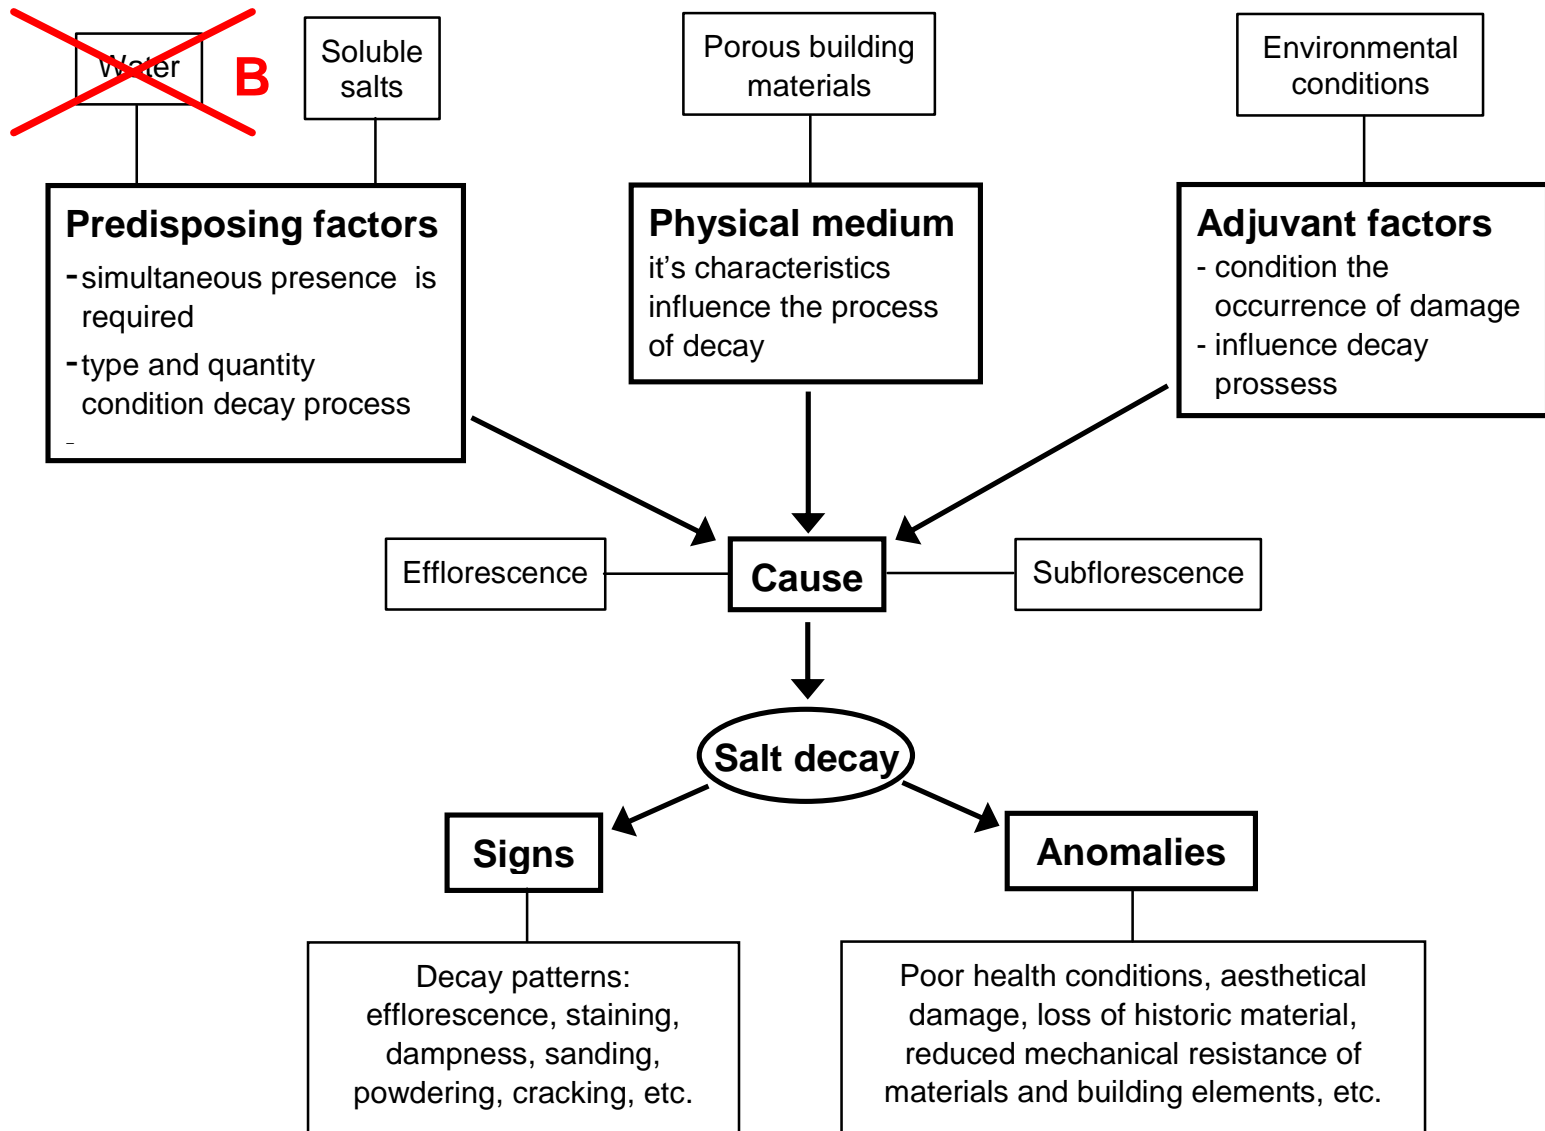 Water
B
Soluble
salts
Porous building
materials
Environmental
conditions
Predisposing factors
- simultaneous presence is
required
- type and quantity
condition decay process
-
Physical medium
it's characteristics
influence the process
of decay
Adjuvant factors
- condition the
occurrence of damage
- influence decay
prossess
Efflorescence
Cause
Subflorescence
Salt decay
Signs
Anomalies
Decay patterns:
efflorescence, staining,
dampness, sanding,
powdering, cracking, etc.
Poor health conditions, aesthetical
damage, loss of historic material,
reduced mechanical resistance of
materials and building elements, etc.